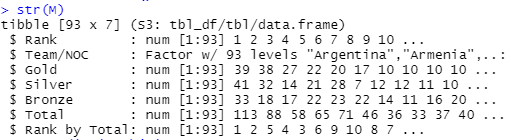 > str(M)
tibble [93 x 7] (S3: tbl_df/tbl/data.frame)
 $ Rank         : num [1:93] 1 2 3 4 5 6 7 8 9 10 ...
 $ Team/NOC     : Factor w/ 93 levels "Argentina","Armenia",..:
 $ Gold         : num [1:93] 39 38 27 22 20 17 10 10 10 10 ...
 $ Silver       : num [1:93] 41 32 14 21 28 7 12 12 11 10 ...
 $ Bronze       : num [1:93] 33 18 17 22 23 22 14 11 16 20 ...
 $ Total        : num [1:93] 113 88 58 65 71 46 36 33 37 40 ...
 $ Rank by Total: num [1:93] 1 2 5 4 3 6 9 10 8 7 ...